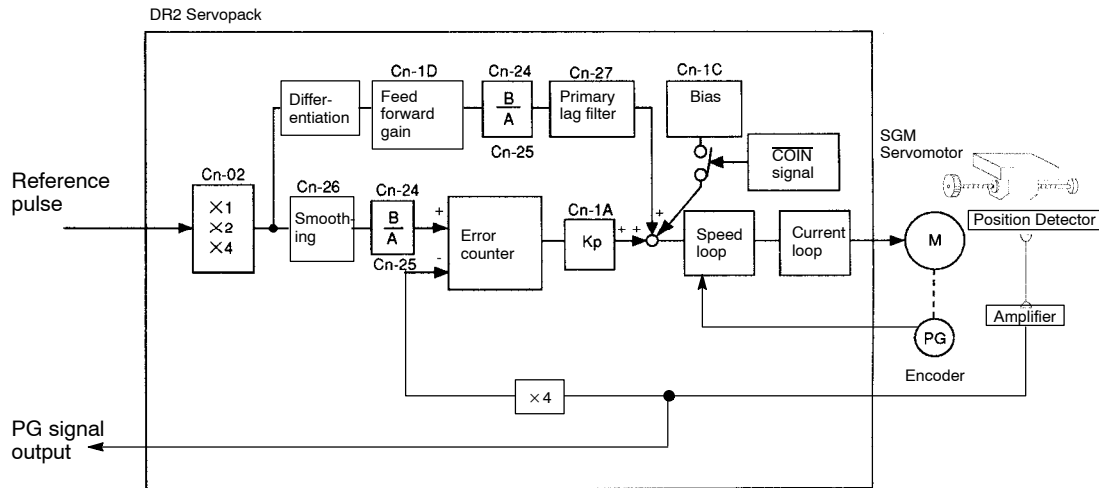 DR2 Servopack
Differ-
entiation
Cn-1D
Feed
forward
gain
Cn-24
B
A
Cn-25
Cn-27
Primary
lag filter
Cn-1C
Bias
COIN
signal
SGM
Servomotor
Position Detector
Reference
pulse
Cn-02
×1
×2
×4
Cn-26
Smooth-
ing
Cn-24
B
A
Cn-25
+
-
Error
counter
Cn-1A
Kp
+ +
+
Speed
loop
Current
loop
M
Amplifier
PG
Encoder
×4
PG signal
output